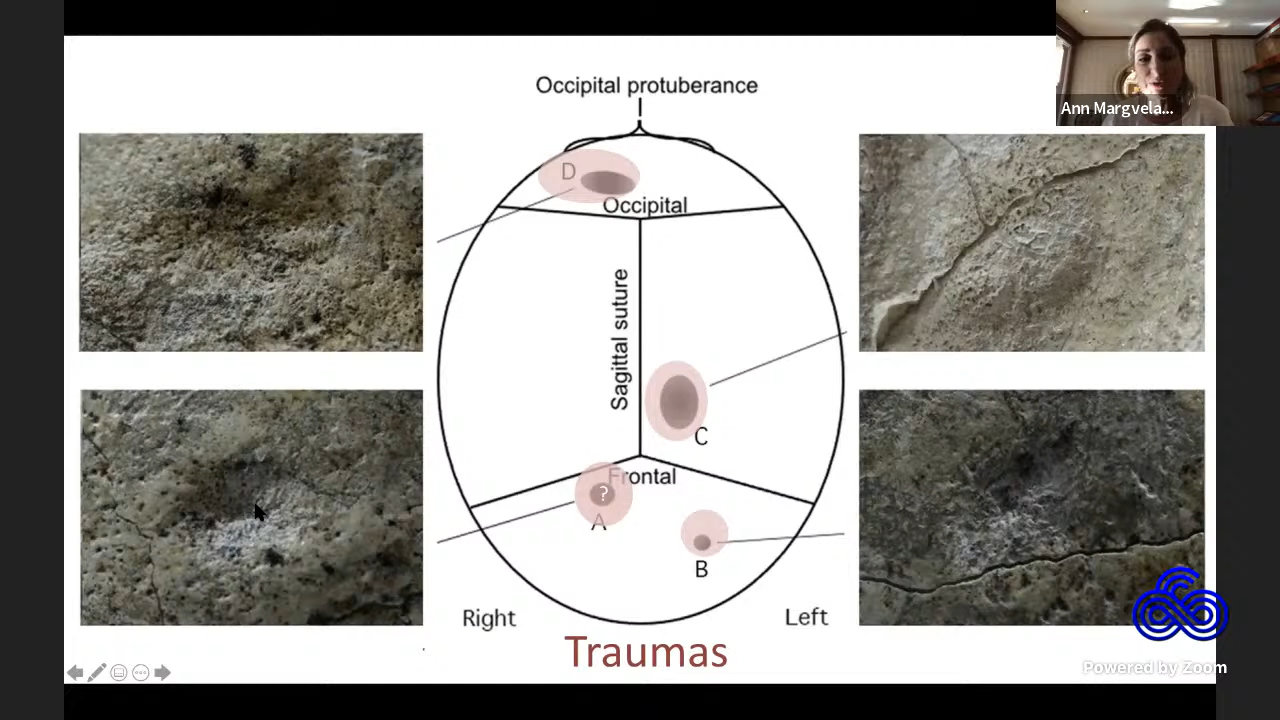 Ann Margvela...
Occipital protuberance
D
Occipital
Sagittal suture
C
Frontal
?
A
B
Right
Left
Traumas
Powered by Zoom